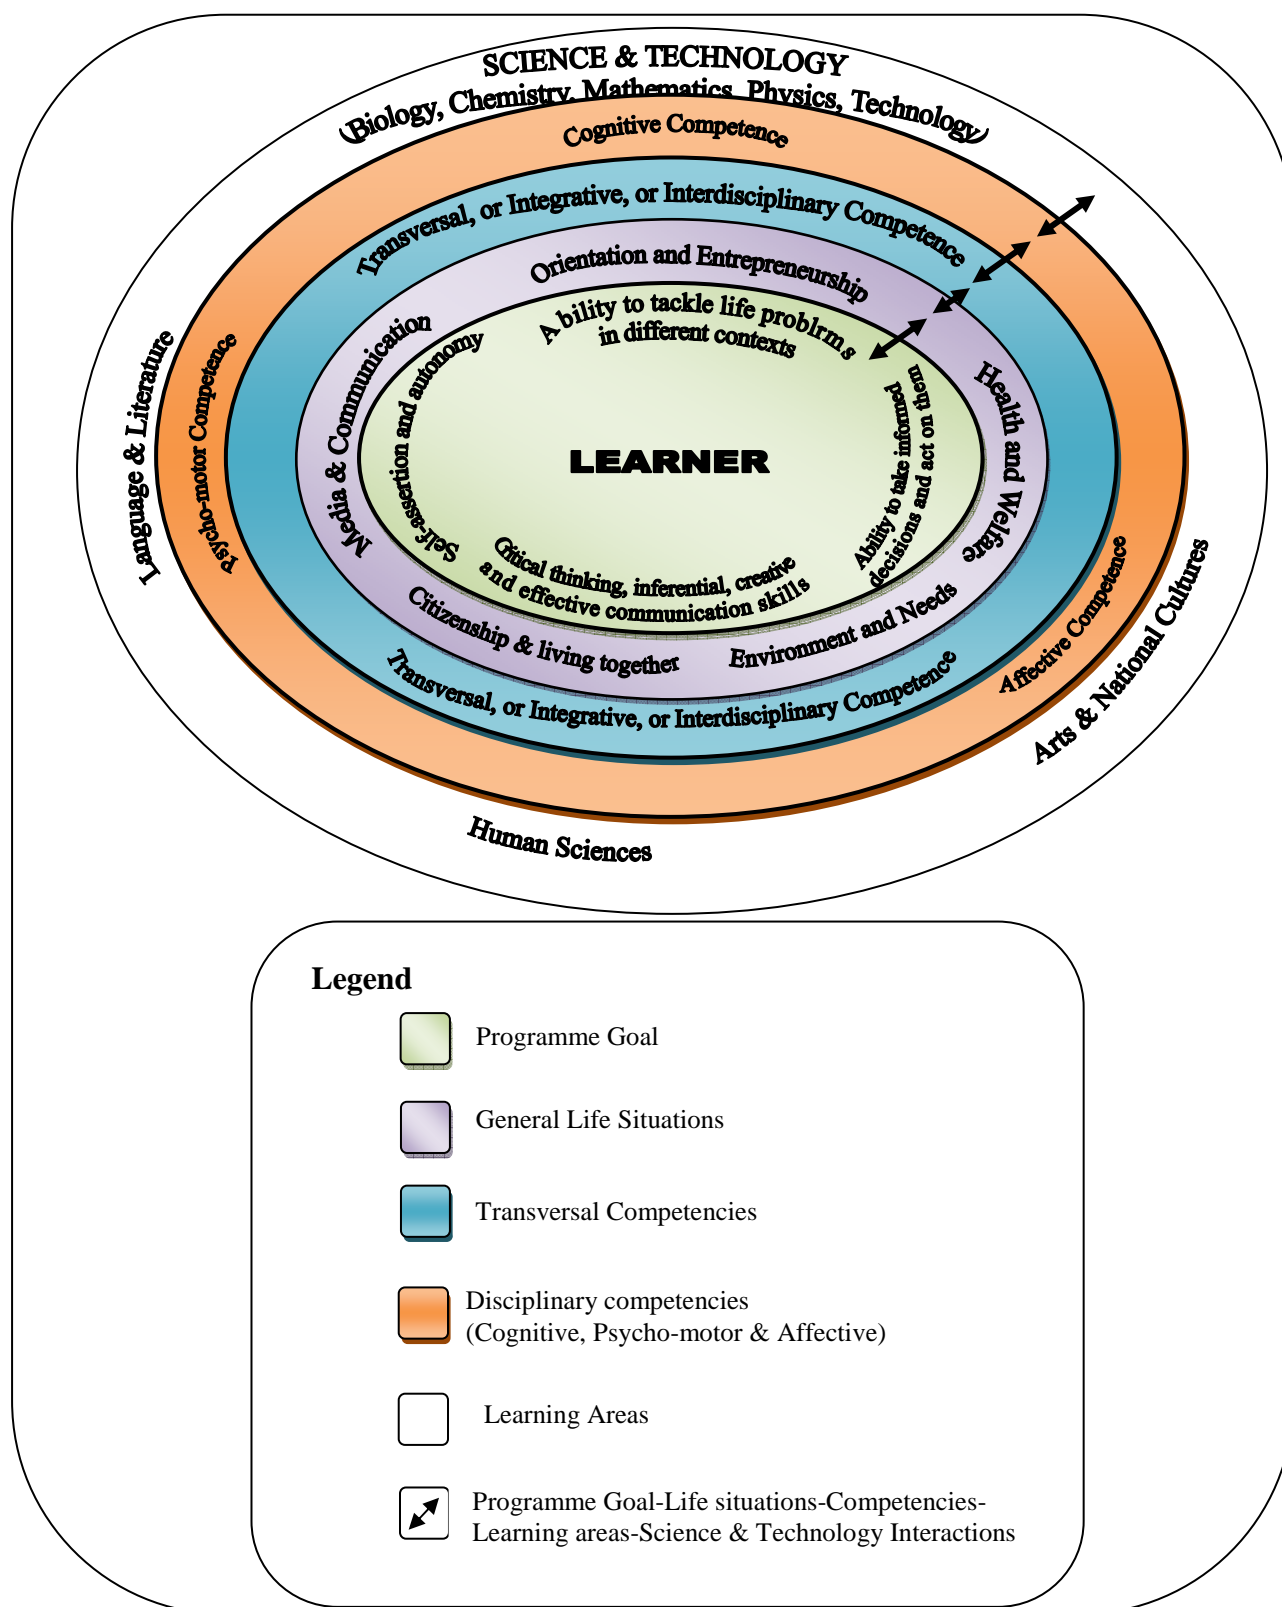 SCIENCE & TECHNOLOGY
(Biology, Chemistry, Mathematics, Physics, Technology)
Cognitive Competence
Transversal, or Integrative, or Interdisciplinary Competence
Orientation and Entrepreneurship
A bility to tackle life problrms
in different contexts
Language & Literature
Psycho-motor Competence
Media & Communication
Self-assertion and autonomy
LEARNER
Ability to take informed
decisions and act on them
Health and Welfare
Critical thinking, inferential, creative
and effective communication skills
Citizenship & living together
Environment and Needs
Transversal, or Integrative, or Interdisciplinary Competence
Affective Competence
Arts & National Cultures
Human Sciences
Legend
Programme Goal
General Life Situations
Transversal Competencies
Disciplinary competencies
(Cognitive, Psycho-motor & Affective)
Learning Areas
Programme Goal-Life situations-Competencies-
Learning areas-Science & Technology Interactions